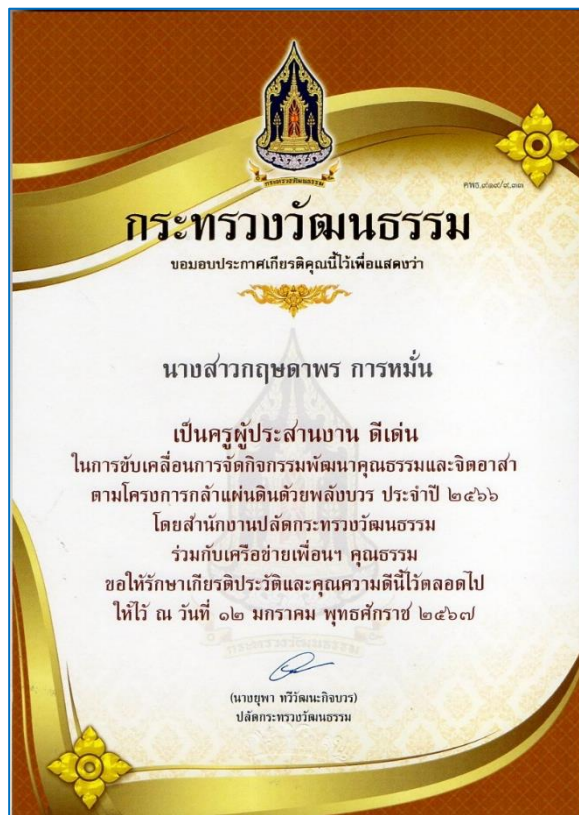 กระทรวงวัฒนธรรม
กระทรวงวัฒนธรรม
ขอมอบประกาศเกียรติคุณนี้ไว้เพื่อแสดงว่า
นางสาวกฤษดาพร การหมั่น
เป็นครูผู้ประสานงาน ดีเด่น
ในการขับเคลื่อนการจัดกิจกรรมพัฒนาคุณธรรมและจิตอาสา
ตามโครงการกล้าแผ่นดินด้วยพลังบวร ประจำปี ๒๕๖๖
โดยสำนักงานปลัดกระทรวงวัฒนธรรม
ร่วมกับเครือข่ายเพื่อนฯ คุณธรรม
ขอให้รักษาเกียรติประวัติและคุณความดีนี้ไว้ตลอดไป
ให้ไว้ ณ วันที่ ๑๒ มกราคม พุทธศักราช ๒๕๖๗
(นางยุพา ทวีวัฒนะกิจบวร)
ปลัดกระทรวงวัฒนธรรม